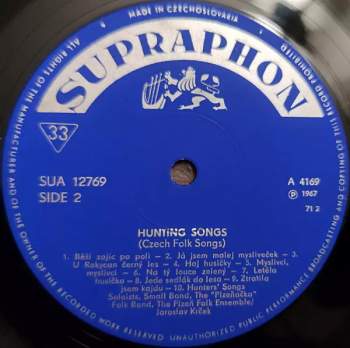 MADE IN CZECHOSLOVAKIA
SUPRAPHON
33
SUA 12769
SIDE 2
A 4169
℗ 1967
71 2
HUNTING SONGS
(Czech Folk Songs)
1. Běží zajíc po poli - 2. Já jsem malej mysliveček - 3.
U Rokycan černý les - 4. Hoj husičky - 5. Myslivci,
myslivci - 6. Na tý louce zelený - 7. Letěla
husička - 8. Jede sedlák do lesa - 9. Ztratila
jsem kajdu - 10. Hunters' Songs
Soloists, Small Band, The "Plzeňačka"
Folk Band, The Plzeň Folk Ensemble/
Jaroslav Krček
ALL RIGHTS OF THE MANUFACTURER AND OF THE OWNER OF THE RECORDED WORK RESERVED UNAUTHORIZED PUBLIC PERFORMANCE BROADCASTING AND COPYING OF THIS RECORD PROHIBITED